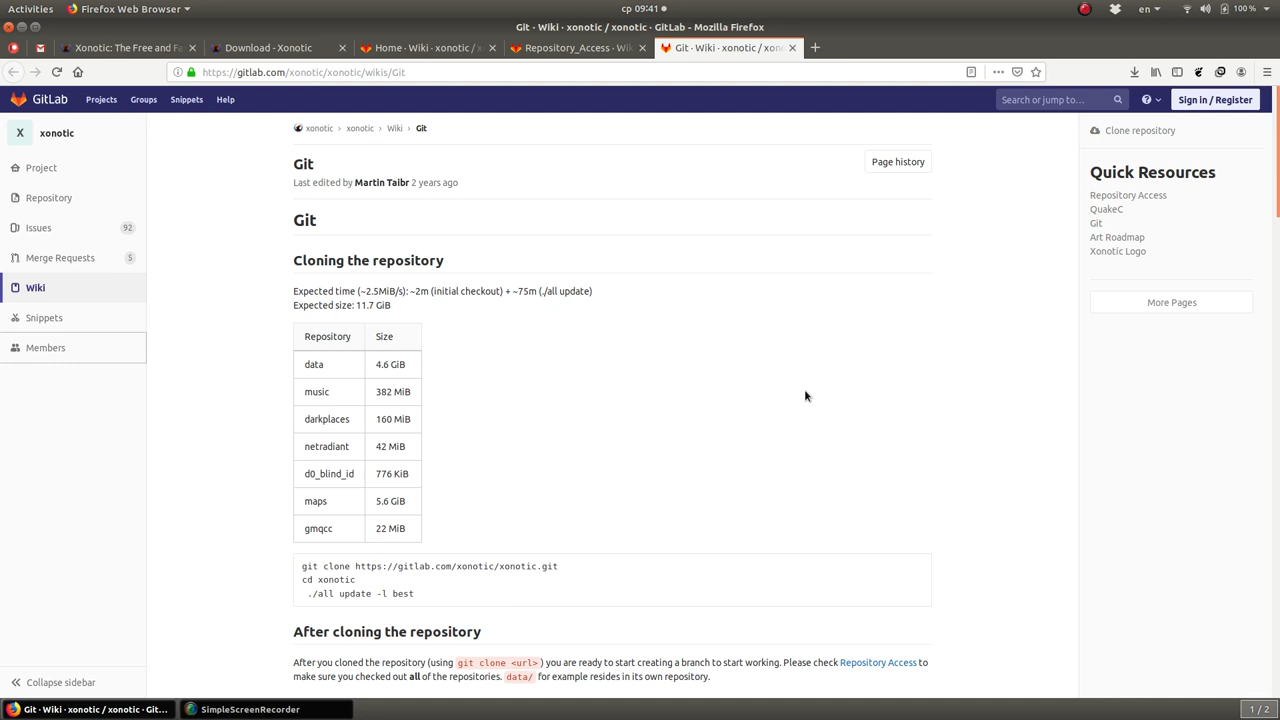 Activities
Firefox Web Browser
ср 09:41
en
100 %
Git · Wiki · xonotic / xonotic · GitLab - Mozilla Firefox
Xonotic: The Free and Fa
Download - Xonotic
Home · Wiki · xonotic / x
Repository_Access · Wik
Git · Wiki · xonotic / xon
https://gitlab.com/xonotic/xonotic/wikis/Git
GitLab
Projects
Groups
Snippets
Help
Search or jump to...
Sign in / Register
X
xonotic
Project
Repository
Issues
92
Merge Requests
5
Wiki
Snippets
Members
Collapse sidebar
xonotic › xonotic › Wiki › Git
Git
Page history
Last edited by Martin Taibr 2 years ago
Git
Cloning the repository
Expected time (~2.5MiB/s): ~2m (initial checkout) + ~75m (./all update)
Expected size: 11.7 GiB
Repository Size
data 4.6 GiB
music 382 MiB
darkplaces 160 MiB
netradiant 42 MiB
d0_blind_id 776 KiB
maps 5.6 GiB
gmqcc 22 MiB
git clone https://gitlab.com/xonotic/xonotic.git
cd xonotic
./all update -l best
After cloning the repository
After you cloned the repository (using git clone <url>) you are ready to start creating a branch to start working. Please check Repository Access to
make sure you checked out all of the repositories. data/ for example resides in its own repository.
Clone repository
Quick Resources
Repository Access
QuakeC
Git
Art Roadmap
Xonotic Logo
More Pages
Git · Wiki · xonotic / xonotic · Git...
SimpleScreenRecorder
1 / 2